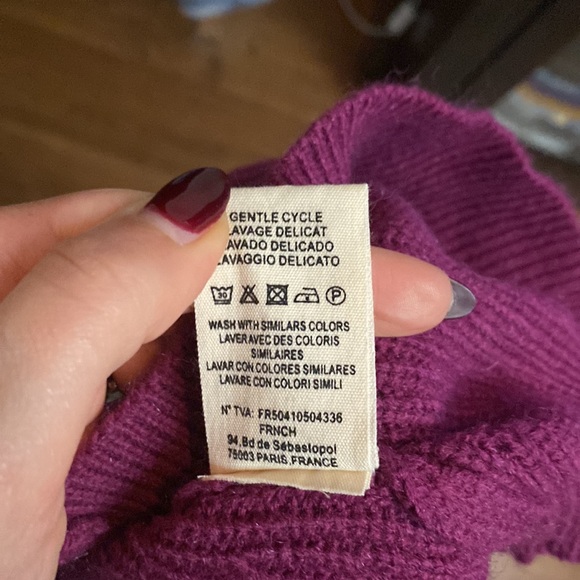 GENTLE CYCLE
LAVAGE DELICAT
LAVADO DELICADO
LAVAGGIO DELICATO
30 P
WASH WITH SIMILARS COLORS
LAVER AVEC DES COLORIS
SIMILAIRES
LAVAR CON COLORES SIMILARES
LAVARE CON COLORI SIMILI
N° TVA: FR50410504336
FRNCH
94,Bd de Sébastopol
75003 PARIS,FRANCE